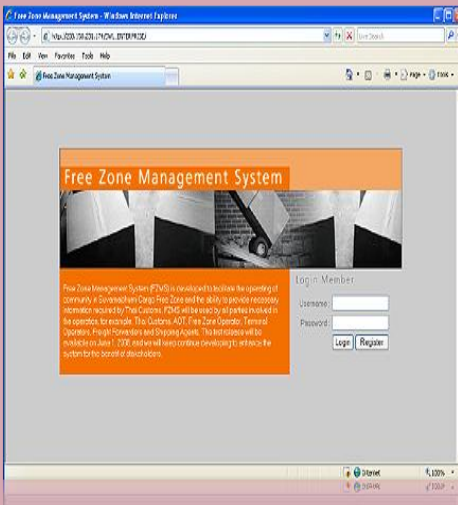 Free Zone Management System - Windows Internet Explorer
Live Search
File Edit View Favorites Tools Help
Free Zone Management System
Page Tools
Free Zone Management System
Login Member
Free Zone Management System (FZMS) is developed to facilitate the operating of
community in Suvarnabhumi Cargo Free Zone and the ability to provide necessary
information required by Thai Customs. FZMS will be used by all parties involved in
the operation, for example, Thai Customs, AOT, Free Zone Operator, Terminal
Operators, Freight Forwarders and Shipping Agents. This first release will be
available on June 1, and we will keep continue developing to enhance the
system for the benefit of stakeholders.
Username:
Password:
Login Register
Internet 100%